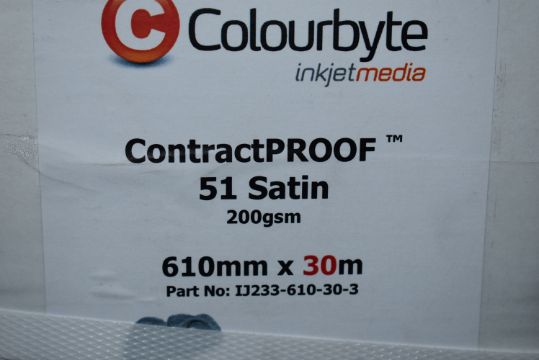 C Colourbyte
inkjetmedia
ContractPROOF ™
51 Satin
200gsm
610mm x 30m
Part No: IJ233-610-30-3